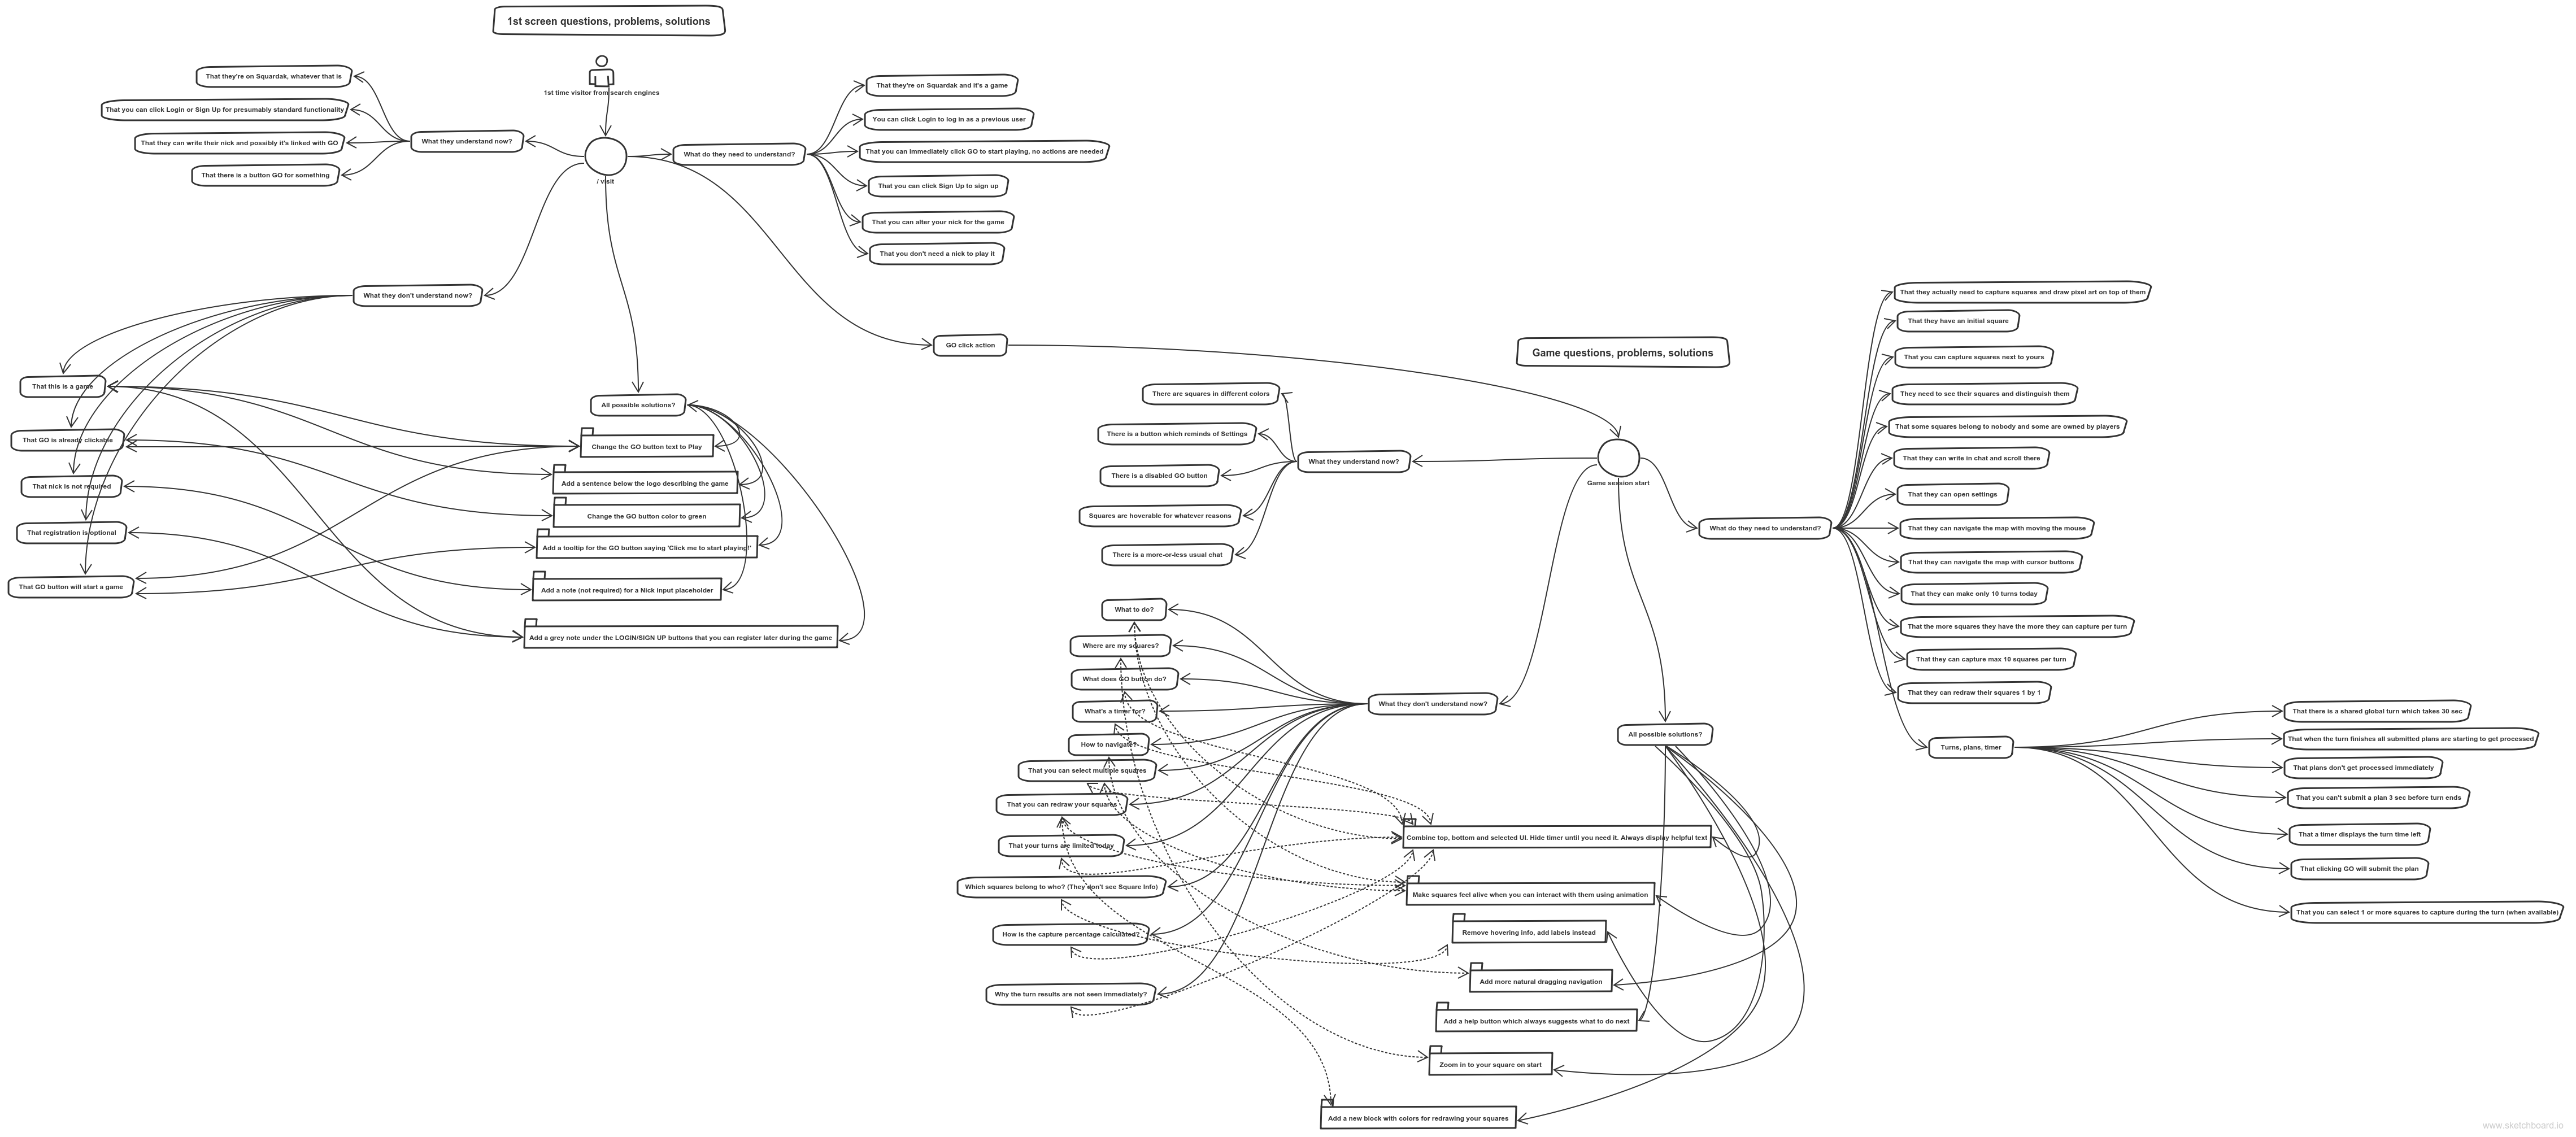 1st screen questions, problems, solutions
1st time visitor from search engines
That they're on Squardak, whatever that is
That you can click Login or Sign Up for presumably standard functionality
That they can write their nick and possibly it's linked with GO
That there is a button GO for something
What they understand now?
/ visit
What do they need to understand?
That they're on Squardak and it's a game
You can click Login to log in as a previous user
That you can immediately click GO to start playing, no actions are needed
That you can click Sign Up to sign up
That you can alter your nick for the game
That you don't need a nick to play it
What they don't understand now?
That this is a game
That GO is already clickable
That nick is not required
That registration is optional
That GO button will start a game
All possible solutions?
Change the GO button text to Play
Add a sentence below the logo describing the game
Change the GO button color to green
Add a tooltip for the GO button saying 'Click me to start playing!'
Add a note (not required) for a Nick input placeholder
Add a grey note under the LOGIN/SIGN UP buttons that you can register later during the game
GO click action
Game questions, problems, solutions
There are squares in different colors
There is a button which reminds of Settings
There is a disabled GO button
Squares are hoverable for whatever reasons
There is a more-or-less usual chat
What they understand now?
Game session start
What do they need to understand?
That they actually need to capture squares and draw pixel art on top of them
That they have an initial square
That you can capture squares next to yours
They need to see their squares and distinguish them
That some squares belong to nobody and some are owned by players
That they can write in chat and scroll there
That they can open settings
That they can navigate the map with moving the mouse
That they can navigate the map with cursor buttons
That they can make only 10 turns today
That the more squares they have the more they can capture per turn
That they can capture max 10 squares per turn
That they can redraw their squares 1 by 1
Turns, plans, timer
That there is a shared global turn which takes 30 sec
That when the turn finishes all submitted plans are starting to get processed
That plans don't get processed immediately
That you can't submit a plan 3 sec before turn ends
That a timer displays the turn time left
That clicking GO will submit the plan
That you can select 1 or more squares to capture during the turn (when available)
What they don't understand now?
What to do?
Where are my squares?
What does GO button do?
What's a timer for?
How to navigate?
That you can select multiple squares
That you can redraw your squares
That your turns are limited today
Which squares belong to who? (They don't see Square Info)
How is the capture percentage calculated?
Why the turn results are not seen immediately?
All possible solutions?
Combine top, bottom and selected UI. Hide timer until you need it. Always display helpful text
Make squares feel alive when you can interact with them using animation
Remove hovering info, add labels instead
Add more natural dragging navigation
Add a help button which always suggests what to do next
Zoom in to your square on start
Add a new block with colors for redrawing your squares
www.sketchboard.io